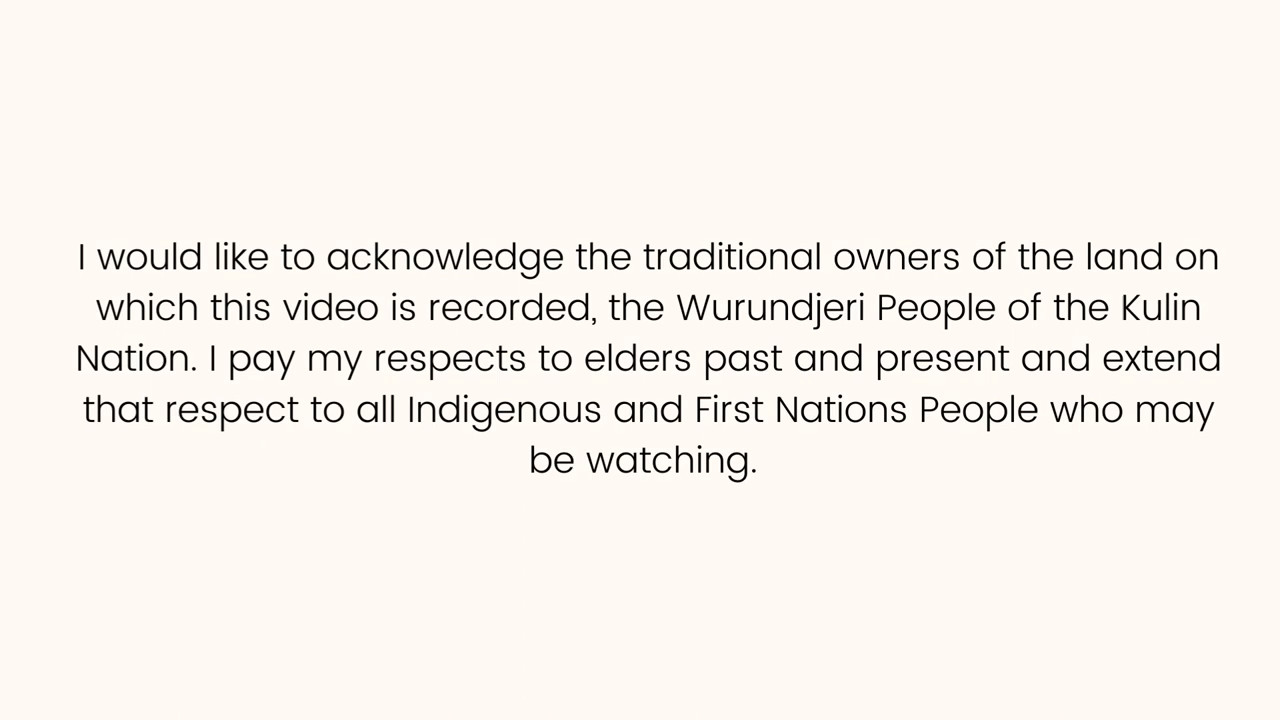 I would like to acknowledge the traditional owners of the land on
which this video is recorded, the Wurundjeri People of the Kulin
Nation. I pay my respects to elders past and present and extend
that respect to all Indigenous and First Nations People who may
be watching.